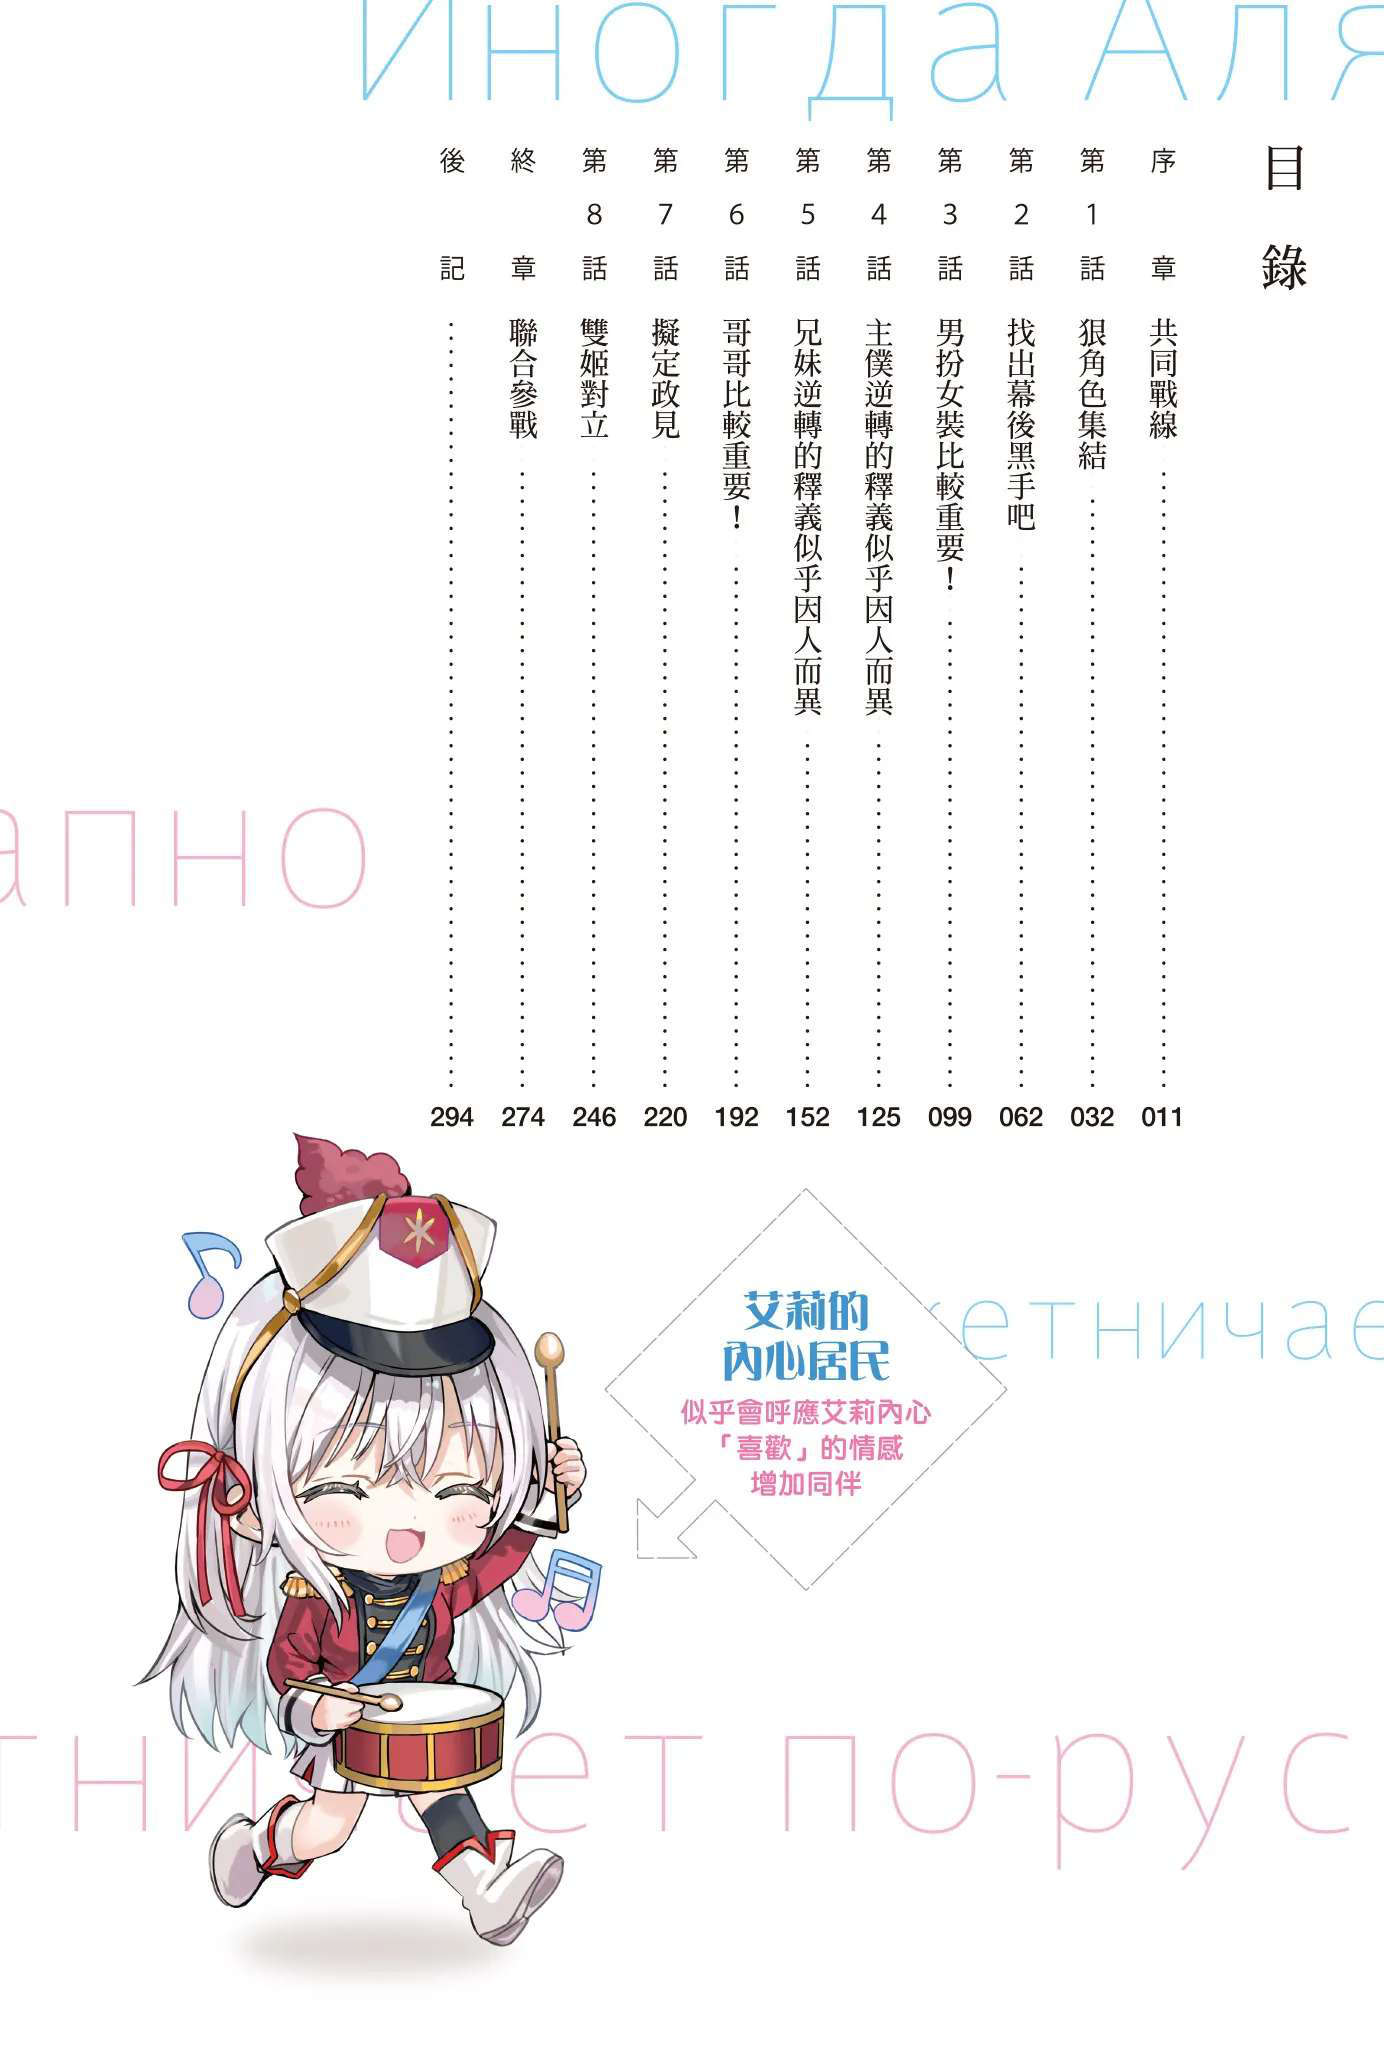 Иногда Аля
目錄
序章 共同戰線 011
第1話 狠角色集結 032
第2話 找出幕後黑手吧 062
第3話 男扮女裝比較重要！ 099
第4話 主僕逆轉的釋義似乎因人而異 125
第5話 兄妹逆轉的釋義似乎因人而異 152
第6話 哥哥比較重要！ 192
第7話 擬定政見 220
第8話 雙姬對立 246
終章 聯合參戰 274
後記 294
апно
кетничае
艾莉的
內心居民
似乎會呼應艾莉內心
「喜歡」的情感
增加同伴
тничает по-рус